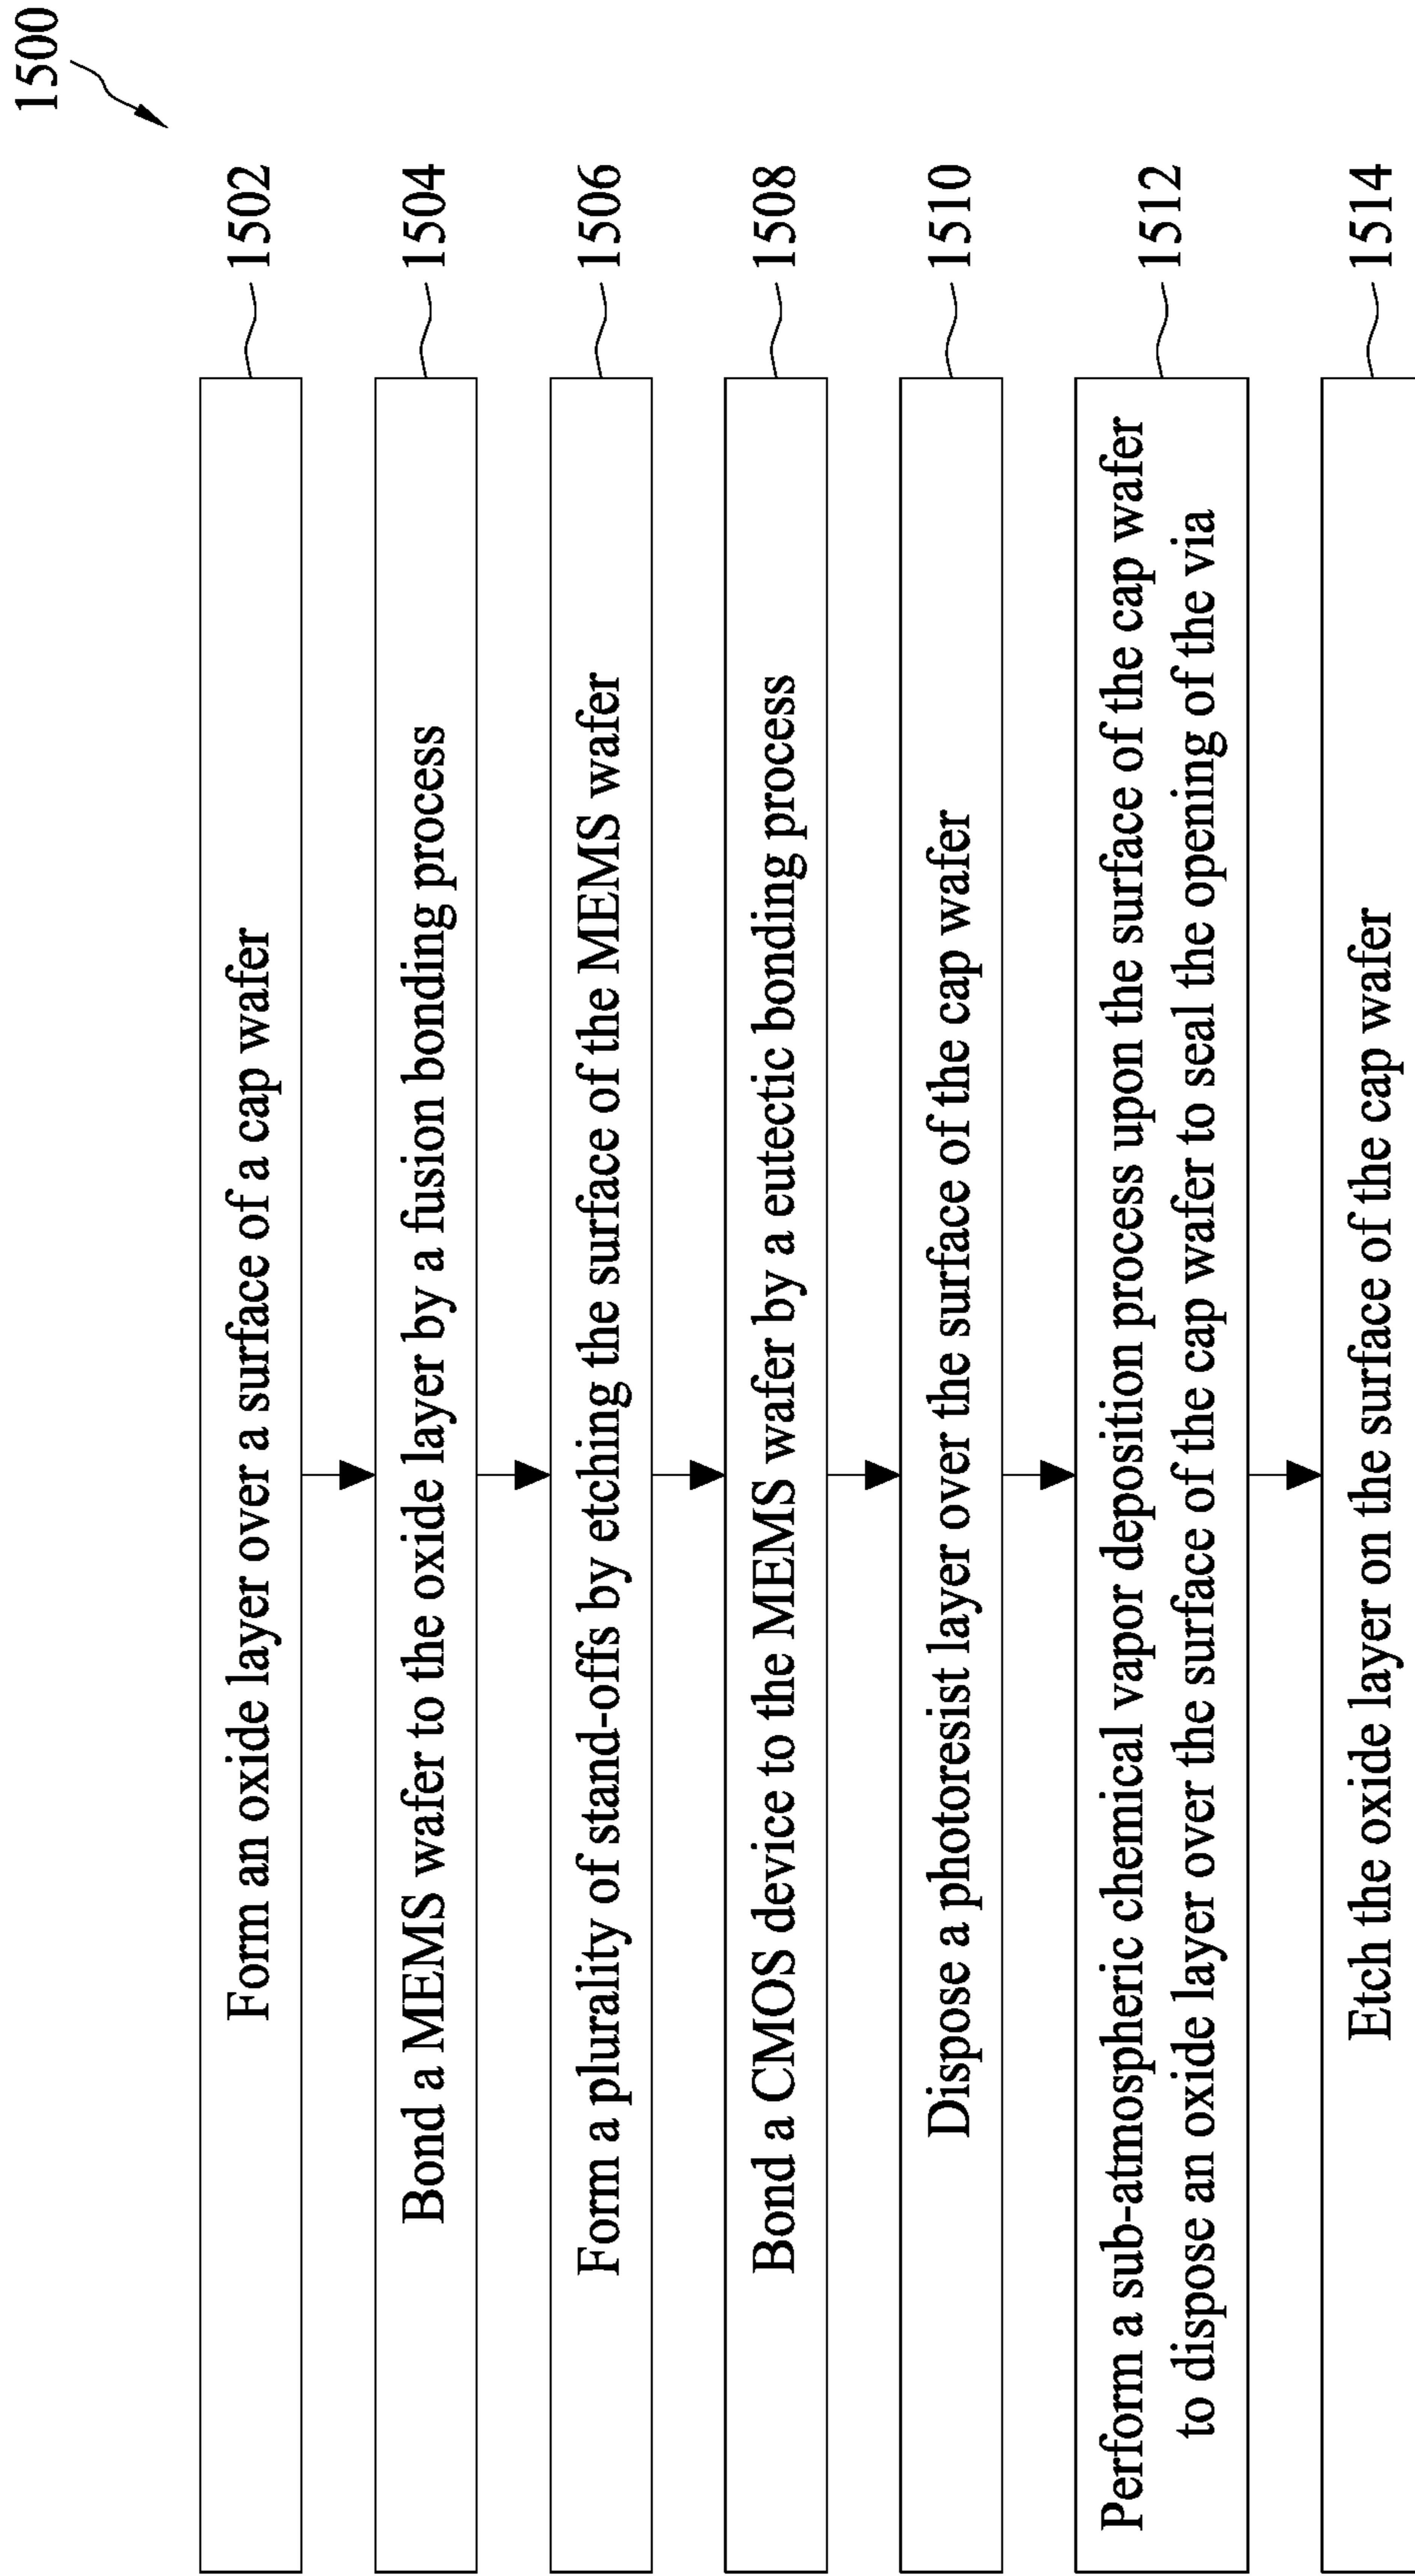 1500
Form an oxide layer over a surface of a cap wafer
1502
Bond a MEMS wafer to the oxide layer by a fusion bonding process
1504
Form a plurality of stand-offs by etching the surface of the MEMS wafer
1506
Bond a CMOS device to the MEMS wafer by a eutectic bonding process
1508
Dispose a photoresist layer over the surface of the cap wafer
1510
Perform a sub-atmospheric chemical vapor deposition process upon the surface of the cap wafer
to dispose an oxide layer over the surface of the cap wafer to seal the opening of the via
1512
Etch the oxide layer on the surface of the cap wafer
1514